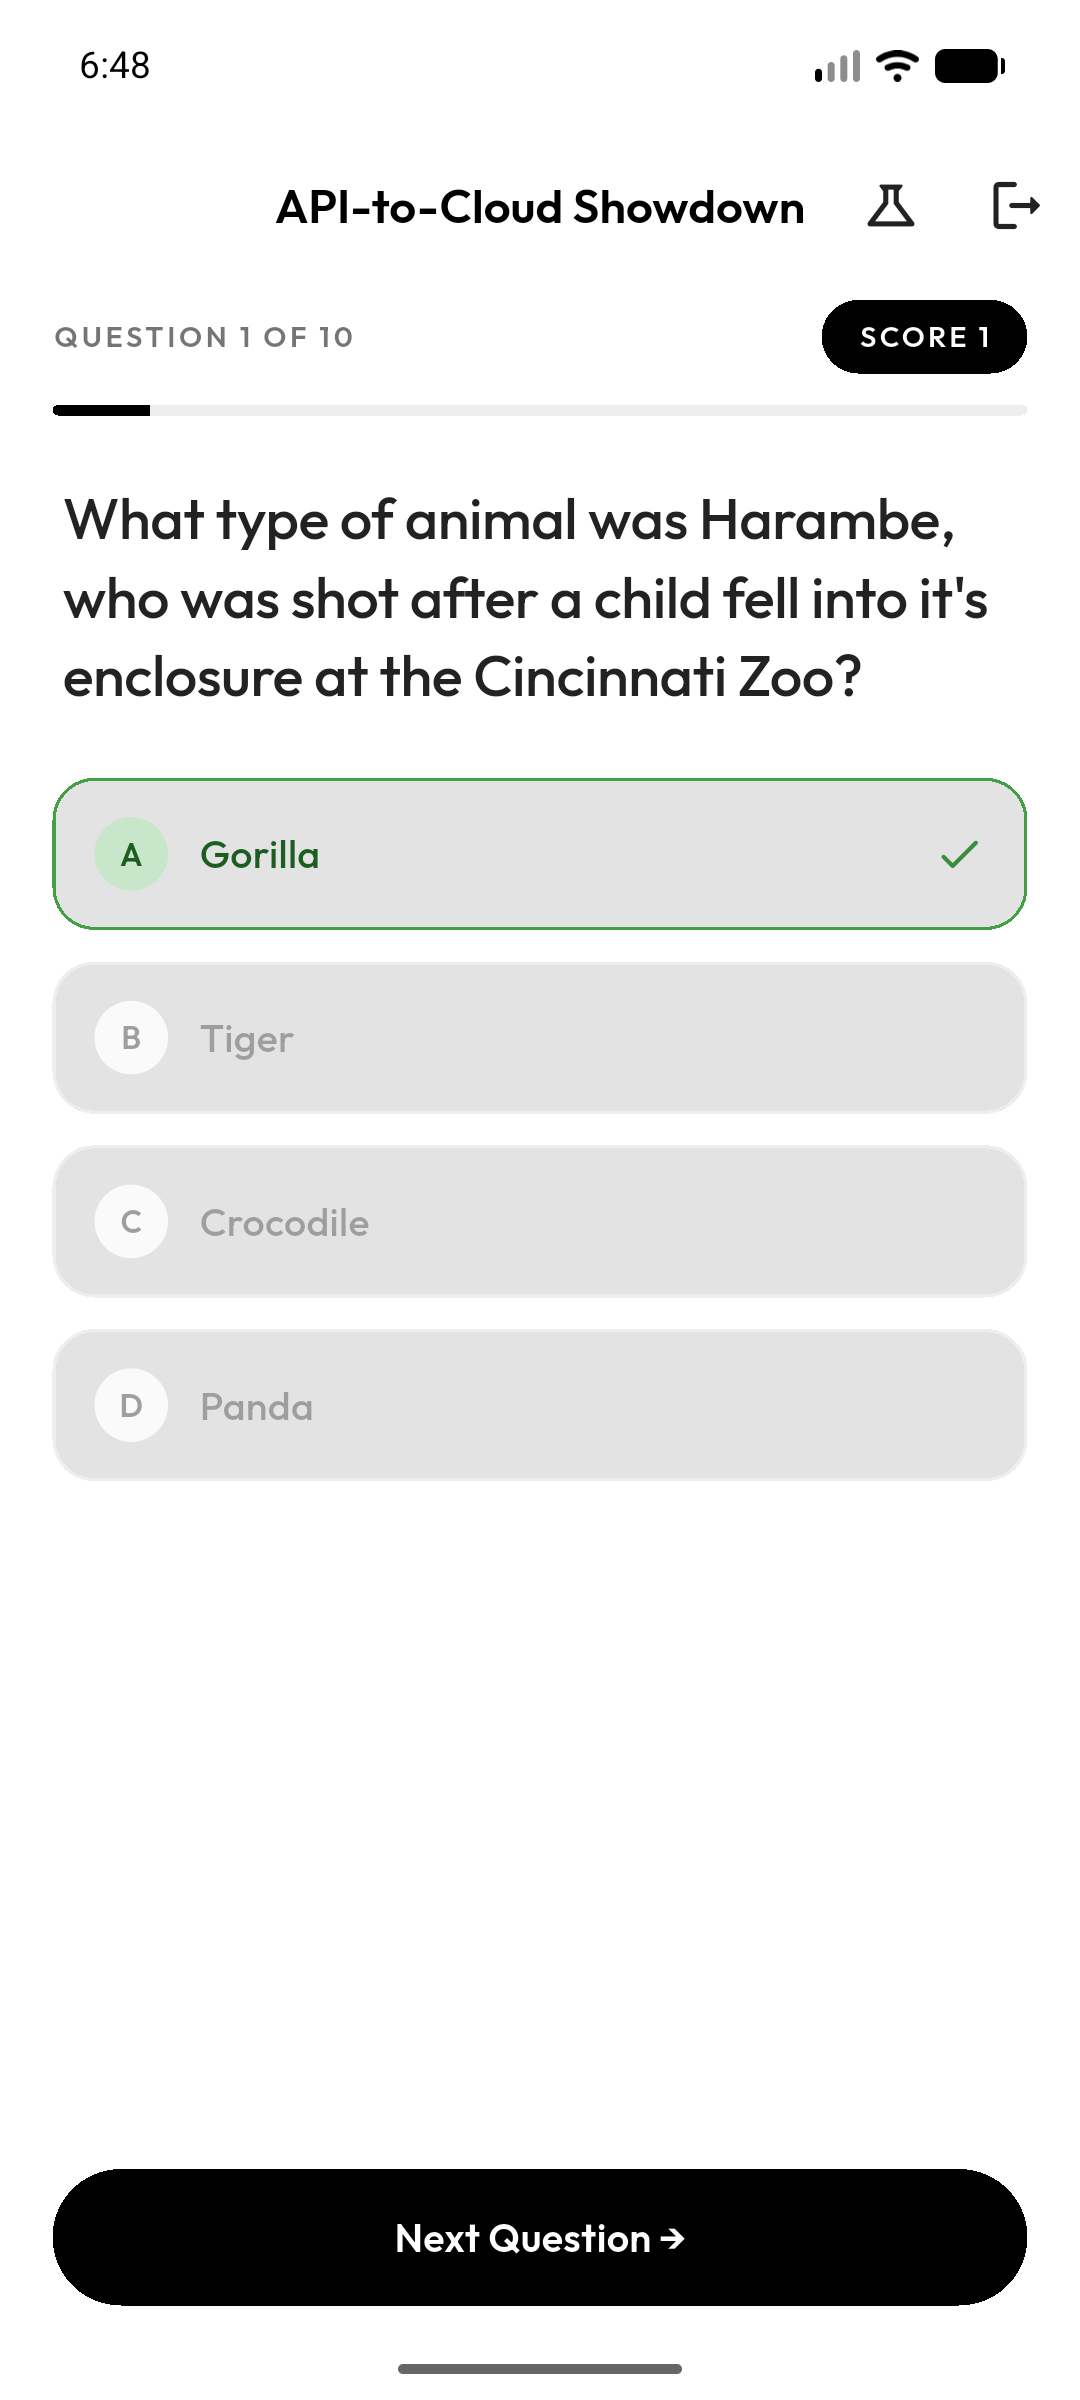 6:48
API-to-Cloud Showdown
QUESTION 1 OF 10
SCORE 1
What type of animal was Harambe,
who was shot after a child fell into it's
enclosure at the Cincinnati Zoo?
A Gorilla
B Tiger
C Crocodile
D Panda
Next Question →